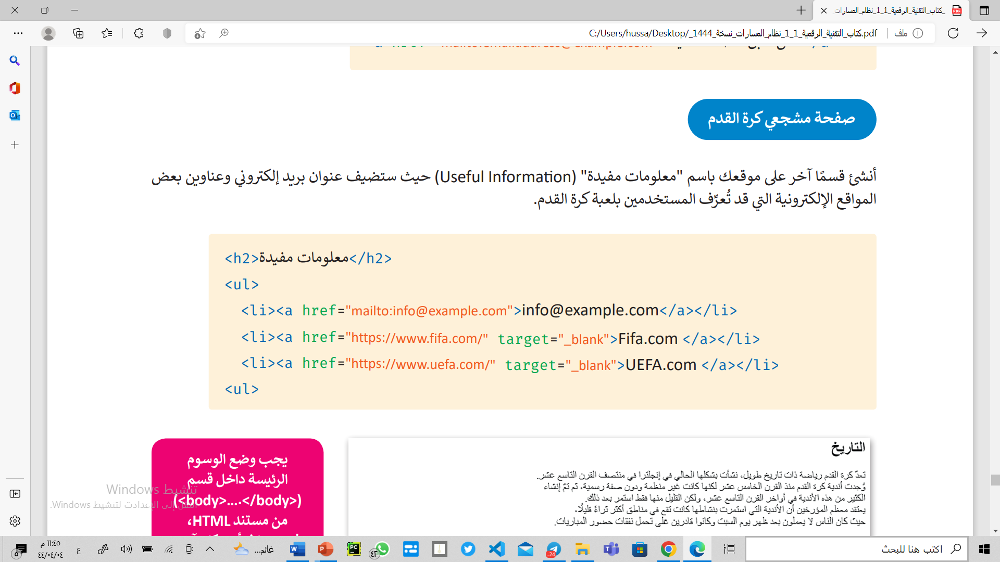 كتاب_التقنية_الرقمية_1_1_نظام_المسارات_
ملف
C:/Users/hussa/Desktop/_كتاب_التقنية_الرقمية_1_1_نظام_المسارات_نسخة_1444.pdf
صفحة مشجعي كرة القدم
أنشئ قسمًا آخر على موقعك باسم "معلومات مفيدة" (Useful Information) حيث ستضيف عنوان بريد إلكتروني وعناوين بعض
المواقع الإلكترونية التي قد تُعرِّف المستخدمين بلعبة كرة القدم.
<h2>معلومات مفيدة</h2>
<ul>
<li><a href="mailto:info@example.com">info@example.com</a></li>
<li><a href="https://www.fifa.com/" target="_blank">Fifa.com </a></li>
<li><a href="https://www.uefa.com/" target="_blank">UEFA.com </a></li>
<ul>
التاريخ
تعدّ كرة القدم رياضة ذات تاريخ طويل، نشأت بشكلها الحالي في إنجلترا في منتصف القرن التاسع عشر.
وُجدت أندية كرة القدم منذ القرن الخامس عشر لكنها كانت غير منظمة ودون صفة رسمية، ثم تمّ إنشاء
الكثير من هذه الأندية في أواخر القرن التاسع عشر، ولكن القليل منها فقط استمر بعد ذلك.
يعتقد معظم المؤرخين أن الأندية التي استمرت بنشاطها كانت تقع في مناطق أكثر ثراءً قليلًا،
حيث كان الناس لا يعملون بعد ظهر يوم السبت وكانوا قادرين على تحمل نفقات حضور المباريات.
يجب وضع الوسوم
الرئيسة داخل قسم
(<body>....</body>)
من مستند HTML،
تنشيط Windows
انتقل إلى الإعدادت لتنشيط Windows.
اكتب هنا للبحث
24..
٤٢
غائم...
ع
١١:٤٥ م
٤٤/٠٤/٠٤
٥